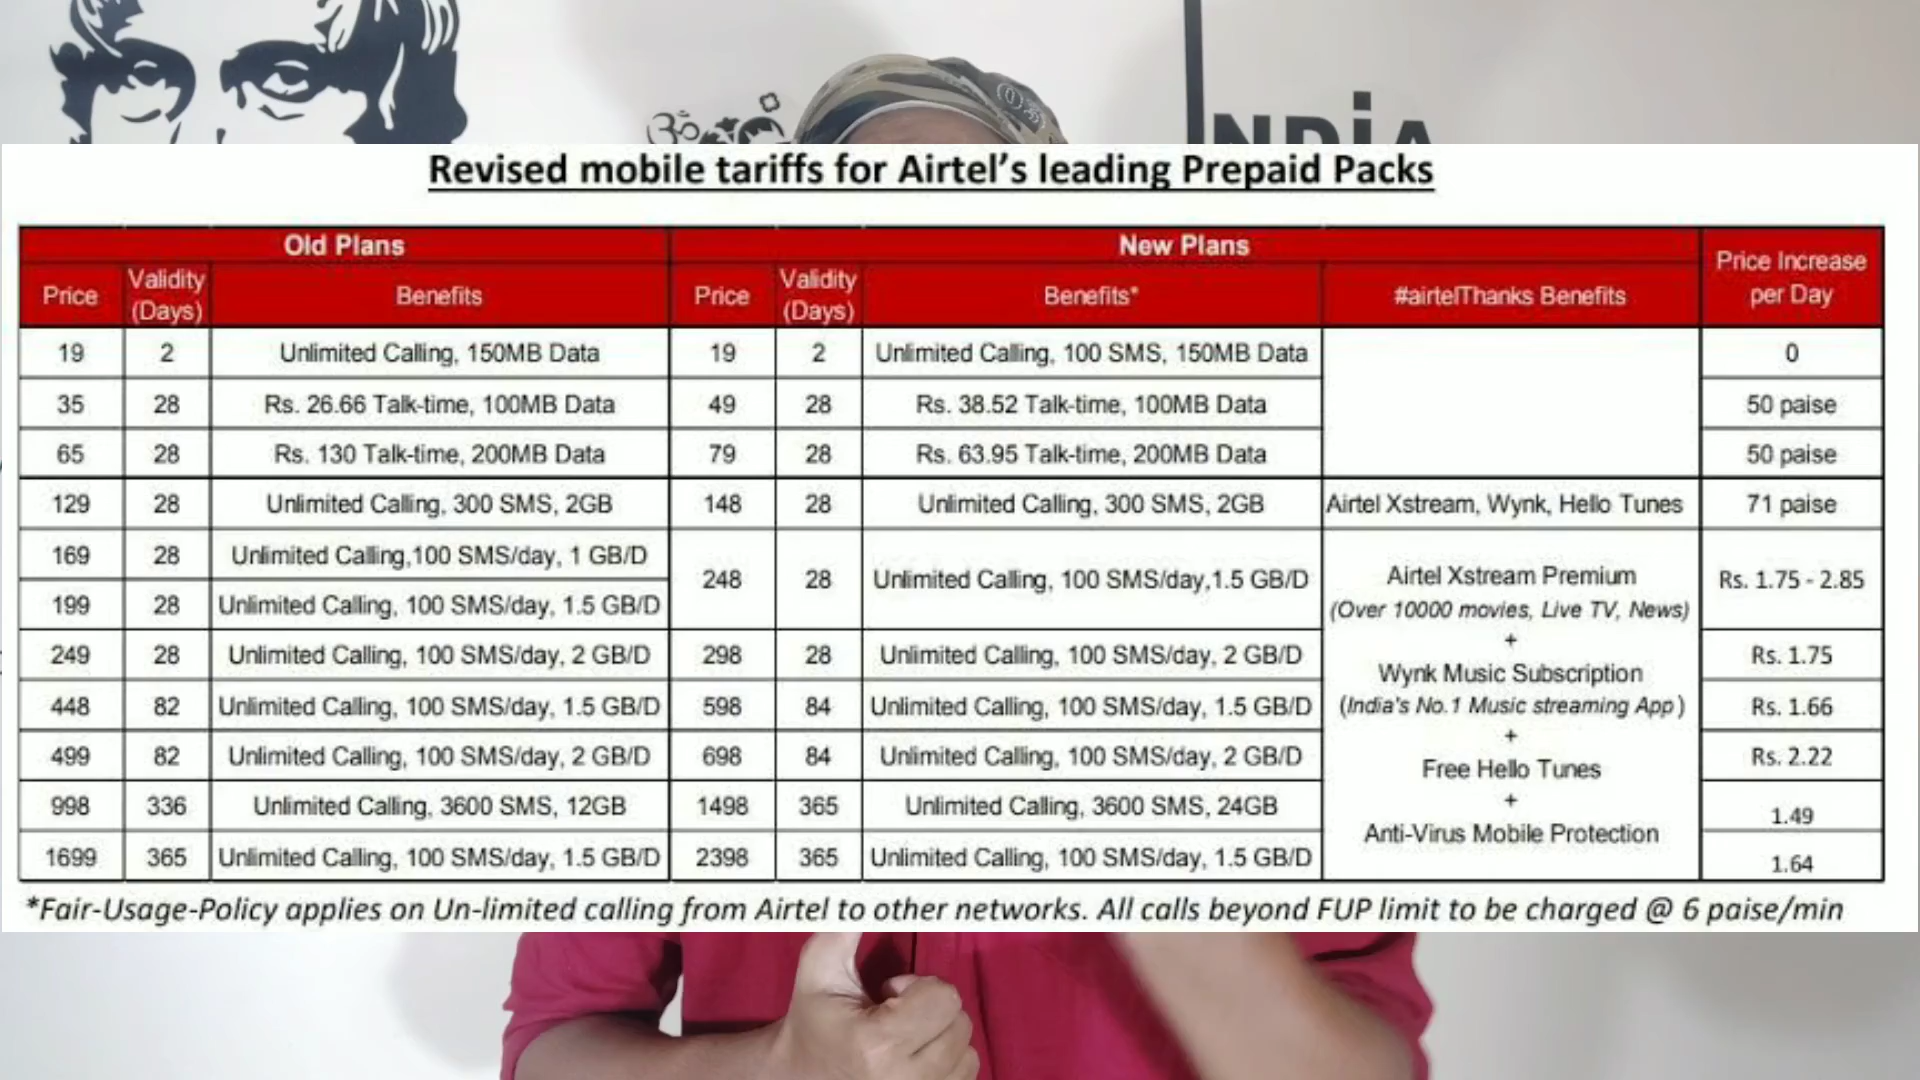 ॐ
INDiA
Revised mobile tariffs for Airtel's leading Prepaid Packs
Old Plans New Plans Price Increase per Day
Price Validity (Days) Benefits Price Validity (Days) Benefits* #airtelThanks Benefits
19 2 Unlimited Calling, 150MB Data 19 2 Unlimited Calling, 100 SMS, 150MB Data 0
35 28 Rs. 26.66 Talk-time, 100MB Data 49 28 Rs. 38.52 Talk-time, 100MB Data 50 paise
65 28 Rs. 130 Talk-time, 200MB Data 79 28 Rs. 63.95 Talk-time, 200MB Data 50 paise
129 28 Unlimited Calling, 300 SMS, 2GB 148 28 Unlimited Calling, 300 SMS, 2GB Airtel Xstream, Wynk, Hello Tunes 71 paise
169 28 Unlimited Calling,100 SMS/day, 1 GB/D
199 28 Unlimited Calling, 100 SMS/day, 1.5 GB/D
248 28 Unlimited Calling, 100 SMS/day,1.5 GB/D Rs. 1.75 - 2.85
249 28 Unlimited Calling, 100 SMS/day, 2 GB/D 298 28 Unlimited Calling, 100 SMS/day, 2 GB/D Rs. 1.75
448 82 Unlimited Calling, 100 SMS/day, 1.5 GB/D 598 84 Unlimited Calling, 100 SMS/day, 1.5 GB/D Rs. 1.66
499 82 Unlimited Calling, 100 SMS/day, 2 GB/D 698 84 Unlimited Calling, 100 SMS/day, 2 GB/D Rs. 2.22
998 336 Unlimited Calling, 3600 SMS, 12GB 1498 365 Unlimited Calling, 3600 SMS, 24GB 1.49
1699 365 Unlimited Calling, 100 SMS/day, 1.5 GB/D 2398 365 Unlimited Calling, 100 SMS/day, 1.5 GB/D 1.64
Airtel Xstream Premium
(Over 10000 movies, Live TV, News)
+
Wynk Music Subscription
(India's No.1 Music streaming App)
+
Free Hello Tunes
+
Anti-Virus Mobile Protection
*Fair-Usage-Policy applies on Un-limited calling from Airtel to other networks. All calls beyond FUP limit to be charged @ 6 paise/min